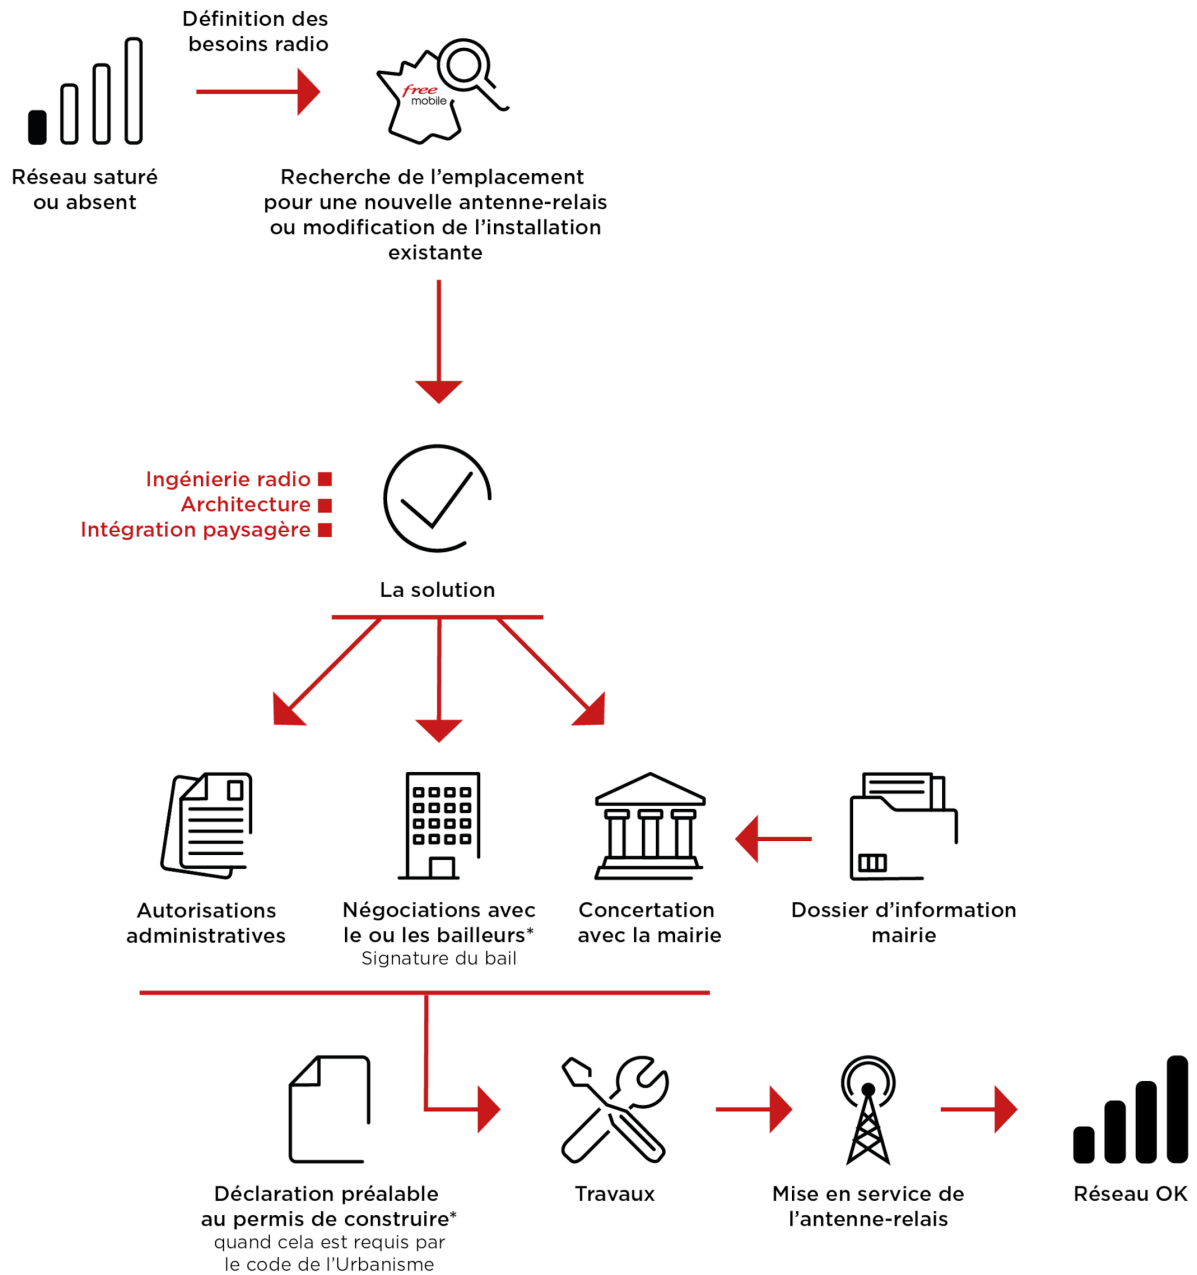 Définition des
besoins radio
free
mobile
Réseau saturé
ou absent
Recherche de l’emplacement
pour une nouvelle antenne-relais
ou modification de l’installation
existante
Ingénierie radio
Architecture
Intégration paysagère
La solution
Autorisations
administratives
Négociations avec
le ou les bailleurs*
Signature du bail
Concertation
avec la mairie
Dossier d’information
mairie
Déclaration préalable
au permis de construire*
quand cela est requis par
le code de l’Urbanisme
Travaux
Mise en service de
l’antenne-relais
Réseau OK